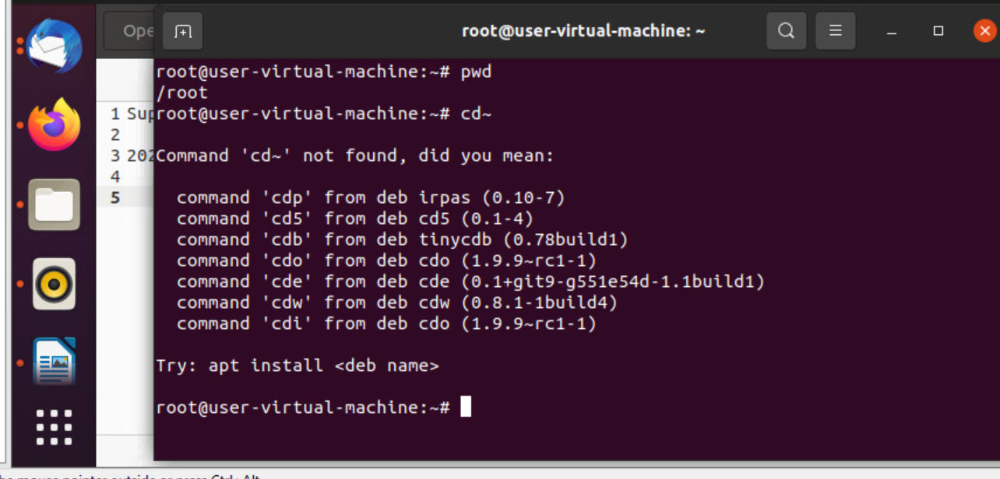 Ope
root@user-virtual-machine: ~
root@user-virtual-machine:~# pwd
/root
1 Sup
root@user-virtual-machine:~# cd~
2
3 202
Command 'cd~' not found, did you mean:
4
5
command 'cdp' from deb irpas (0.10-7)
command 'cd5' from deb cd5 (0.1-4)
command 'cdb' from deb tinycdb (0.78build1)
command 'cdo' from deb cdo (1.9.9~rc1-1)
command 'cde' from deb cde (0.1+git9-g551e54d-1.1build1)
command 'cdw' from deb cdw (0.8.1-1build4)
command 'cdi' from deb cdo (1.9.9~rc1-1)
Try: apt install <deb name>
root@user-virtual-machine:~#
mouse pointer outside or press Ctrl+Alt.